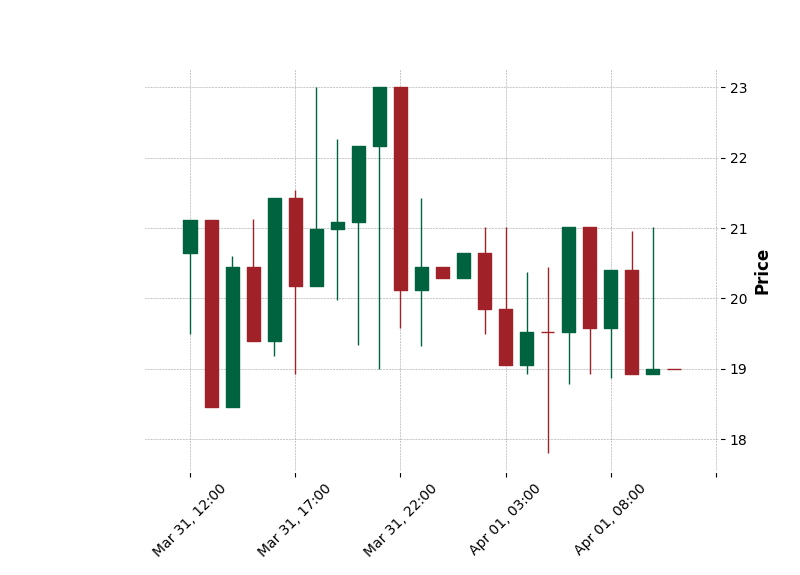 23
22
21
20
19
18
Price
Mar 31, 12:00
Mar 31, 17:00
Mar 31, 22:00
Apr 01, 03:00
Apr 01, 08:00